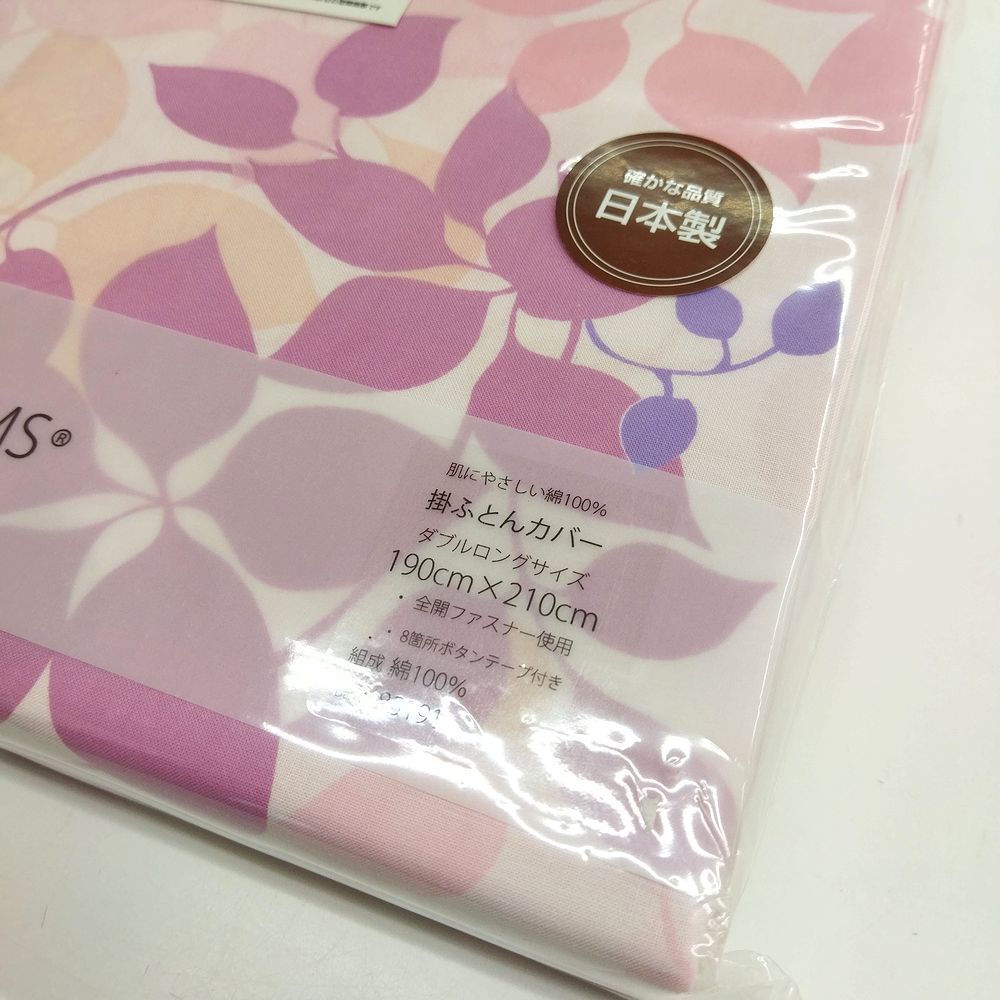 確かな品質
日本製
MS®
肌にやさしい綿100%
掛ふとんカバー
ダブルロングサイズ
190cm×210cm
・全開ファスナー使用
・8箇所ボタンテープ付き
組成 綿100%